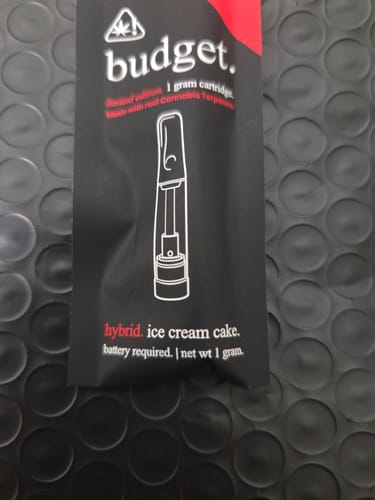 budget.
limited edition. 1 gram cartridge.
Made with real Cannabis Terpenes
hybrid. ice cream cake.
battery required. | net wt 1 gram.